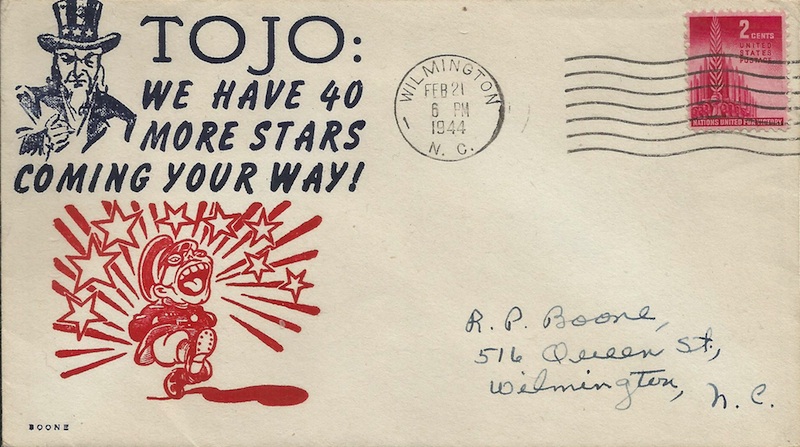 TOJO:
WE HAVE 40
MORE STARS
COMING YOUR WAY!
WILMINGTON
FEB 21
6 PM
1944
N. C.
2 CENTS
UNITED
STATES
POSTAGE
NATIONS UNITED FOR VICTORY
R. P. Boone,
516 Queen St.,
Wilmington, N. C.
BOONE